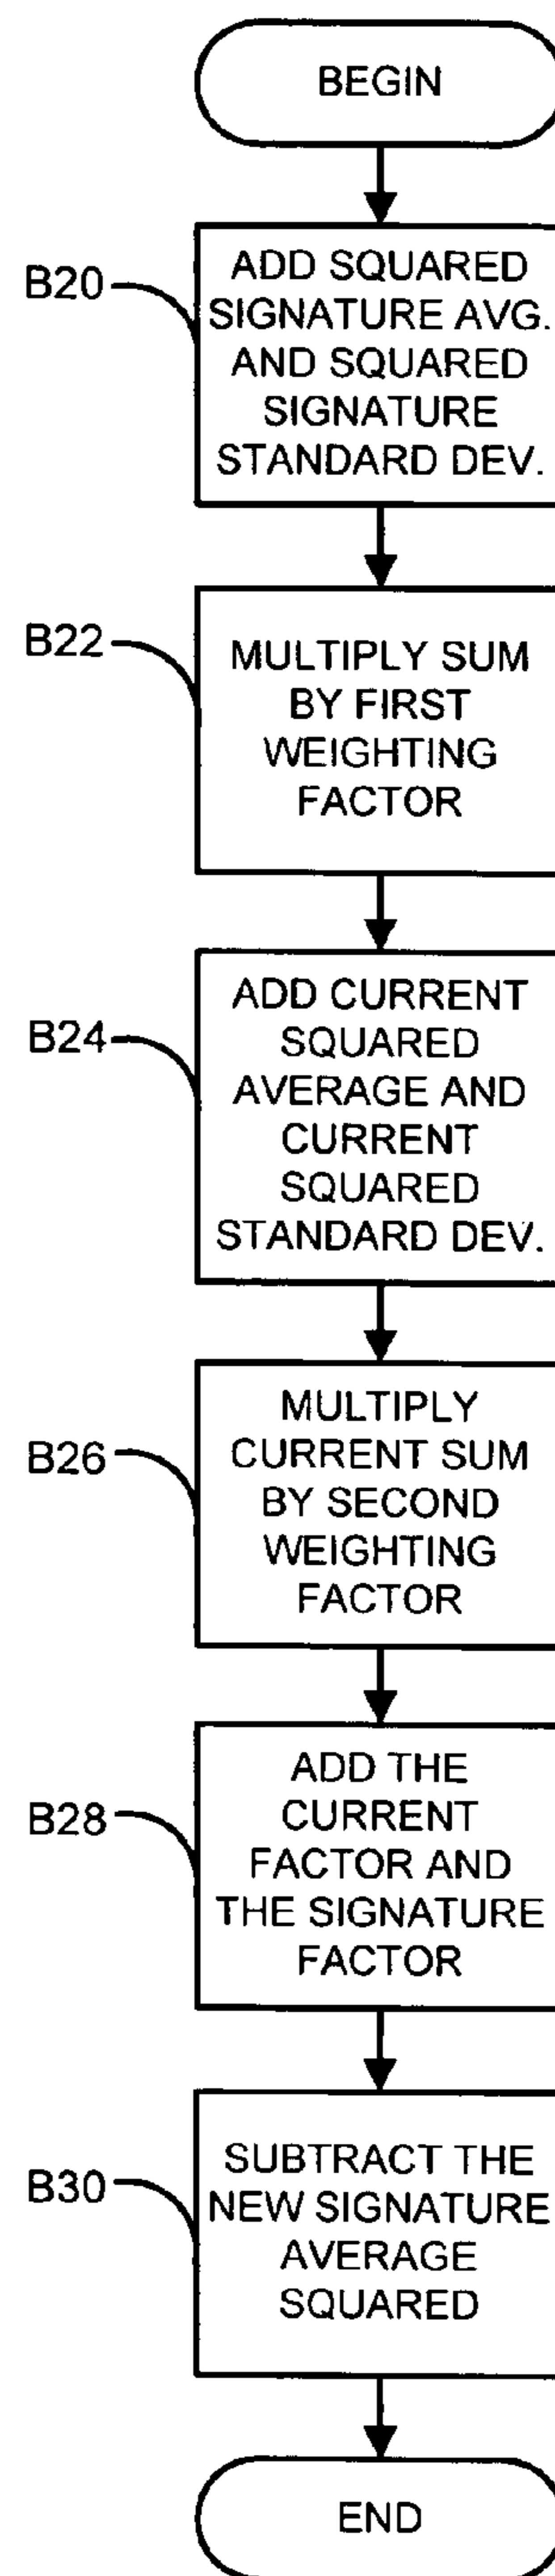 BEGIN
B20
ADD SQUARED
SIGNATURE AVG.
AND SQUARED
SIGNATURE
STANDARD DEV.
B22
MULTIPLY SUM
BY FIRST
WEIGHTING
FACTOR
B24
ADD CURRENT
SQUARED
AVERAGE AND
CURRENT
SQUARED
STANDARD DEV.
B26
MULTIPLY
CURRENT SUM
BY SECOND
WEIGHTING
FACTOR
B28
ADD THE
CURRENT
FACTOR AND
THE SIGNATURE
FACTOR
B30
SUBTRACT THE
NEW SIGNATURE
AVERAGE
SQUARED
END